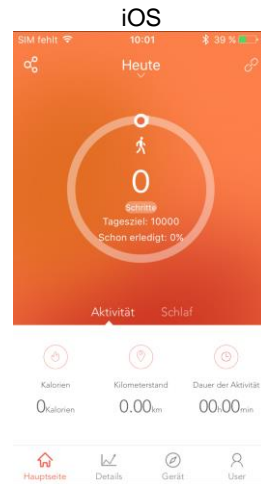 iOS
SIM fehlt 10:01 39 %
Heute
0
Schritte
Tagesziel: 10000
Schon erledigt: 0%
Aktivität Schlaf
Kalorien Kilometerstand Dauer der Aktivität
0Kalorien 0.00km 00h00min
Hauptseite Details Gerät User